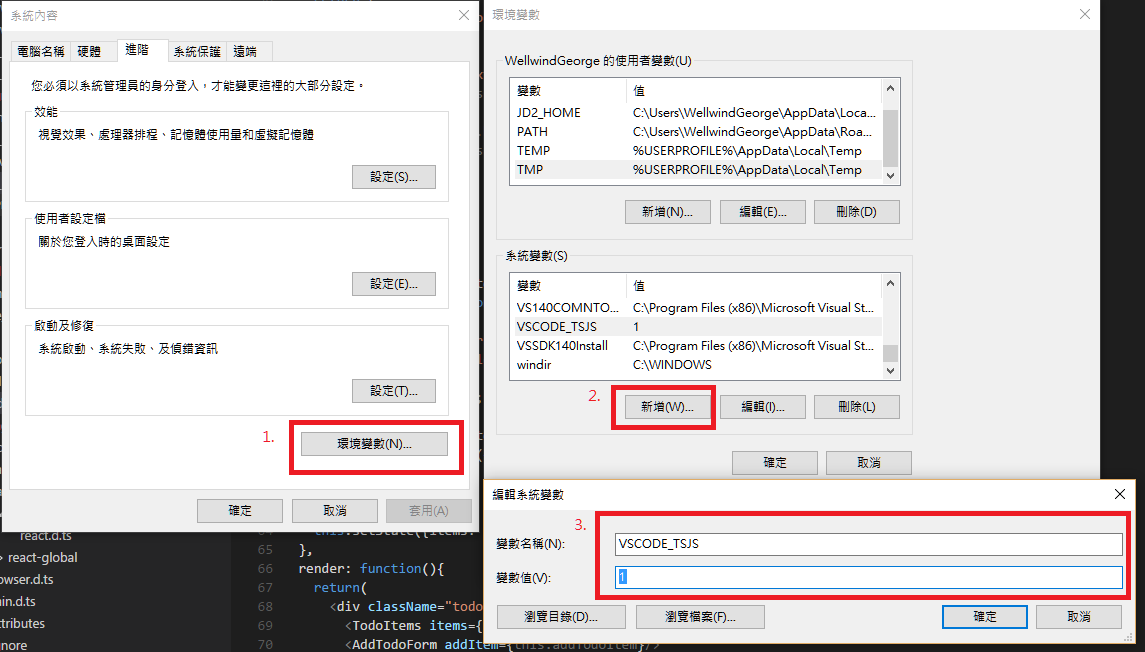 系統內容
電腦名稱 硬體 進階 系統保護 遠端
您必須以系統管理員的身分登入，才能變更這裡的大部分設定。
效能
視覺效果、處理器排程、記憶體使用量和虛擬記憶體
設定(S)...
使用者設定檔
關於您登入時的桌面設定
設定(E)...
啟動及修復
系統啟動、系統失敗、及偵錯資訊
設定(T)...
1.
環境變數(N)...
確定 取消 套用(A)
環境變數
WellwindGeorge 的使用者變數(U)
變數 值
JD2_HOME C:\Users\WellwindGeorge\AppData\Loca...
PATH C:\Users\WellwindGeorge\AppData\Roa...
TEMP %USERPROFILE%\AppData\Local\Temp
TMP %USERPROFILE%\AppData\Local\Temp
新增(N)... 編輯(E)... 刪除(D)
系統變數(S)
變數 值
VS140COMNTO... C:\Program Files (x86)\Microsoft Visual St...
VSCODE_TSJS 1
VSSDK140Install C:\Program Files (x86)\Microsoft Visual St...
windir C:\WINDOWS
2.
新增(W)... 編輯(I)... 刪除(L)
確定 取消
編輯系統變數
3.
變數名稱(N): VSCODE_TSJS
變數值(V): 1
瀏覽目錄(D)... 瀏覽檔案(F)... 確定 取消
react.d.ts
react-global
owser.d.ts
ain.d.ts
ttributes
nore
64 this.setState({items:
65 },
66 render: function(){
67 return(
68 <div className="todo
69 <TodoItems items={
70 <AddTodoForm addItem={this.addTodoItem}/>